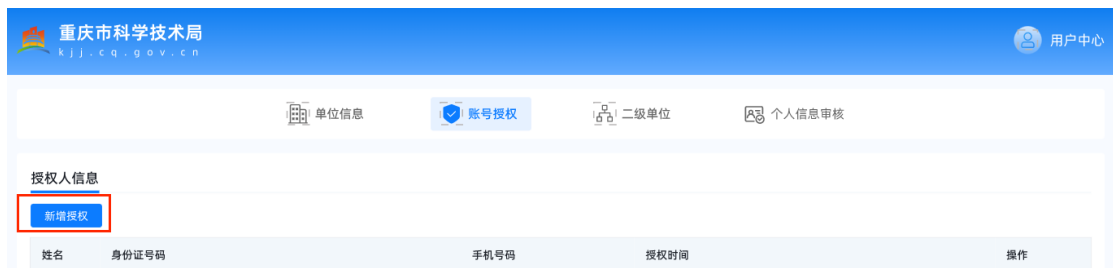 重庆市科学技术局
kjj.cq.gov.cn
用户中心
单位信息 账号授权 二级单位 个人信息审核
授权人信息
新增授权
姓名 身份证号码 手机号码 授权时间 操作